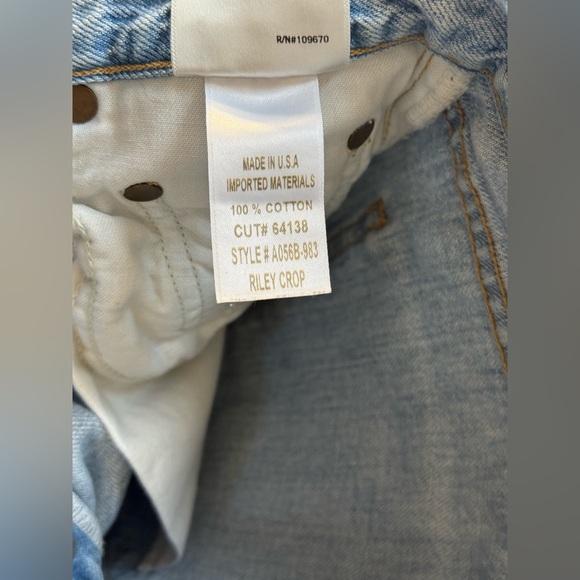 R/N#109670
MADE IN U.S.A
IMPORTED MATERIALS
100 % COTTON
CUT# 64138
STYLE # A056B-983
RILEY CROP